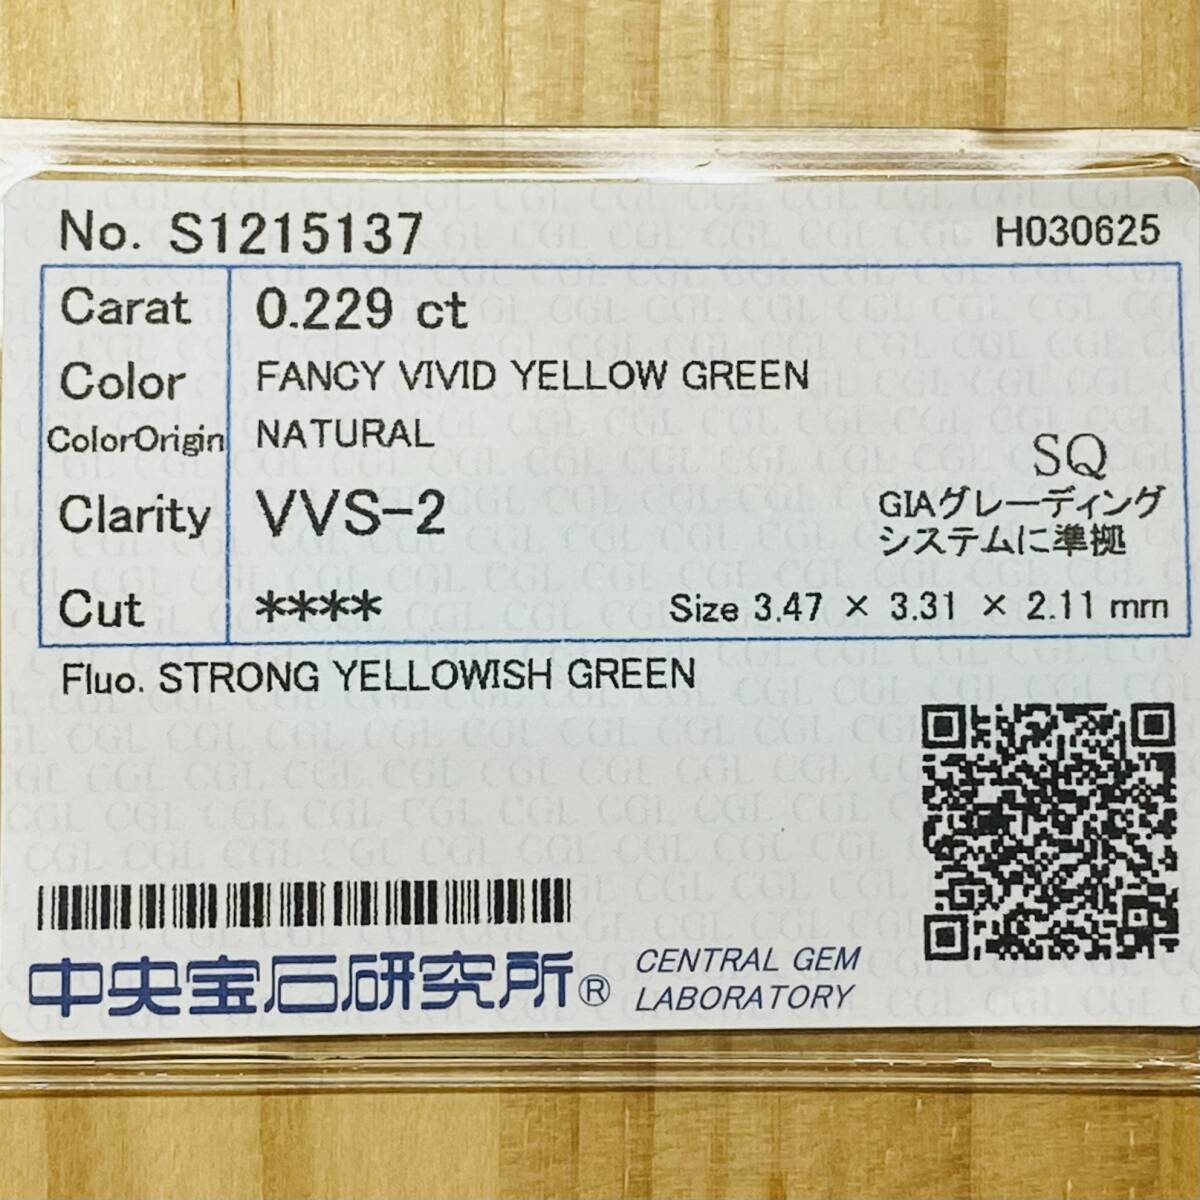 No. S1215137 H030625
Carat 0.229 ct
Color FANCY VIVID YELLOW GREEN
ColorOrigin NATURAL
SQ
Clarity VVS-2 GIAグレーディング
システムに準拠
Cut **** Size 3.47 × 3.31 × 2.11 mm
Fluo. STRONG YELLOWISH GREEN
中央宝石研究所® CENTRAL GEM
LABORATORY